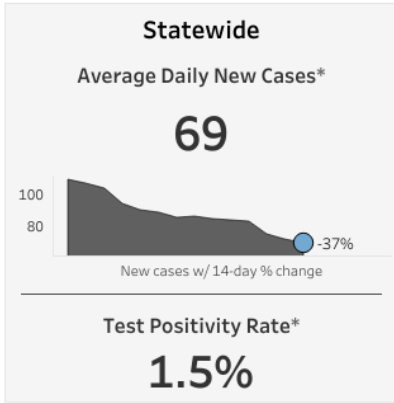 Statewide
Average Daily New Cases*
69
100
80
-37%
New cases w/ 14-day % change
Test Positivity Rate*
1.5%